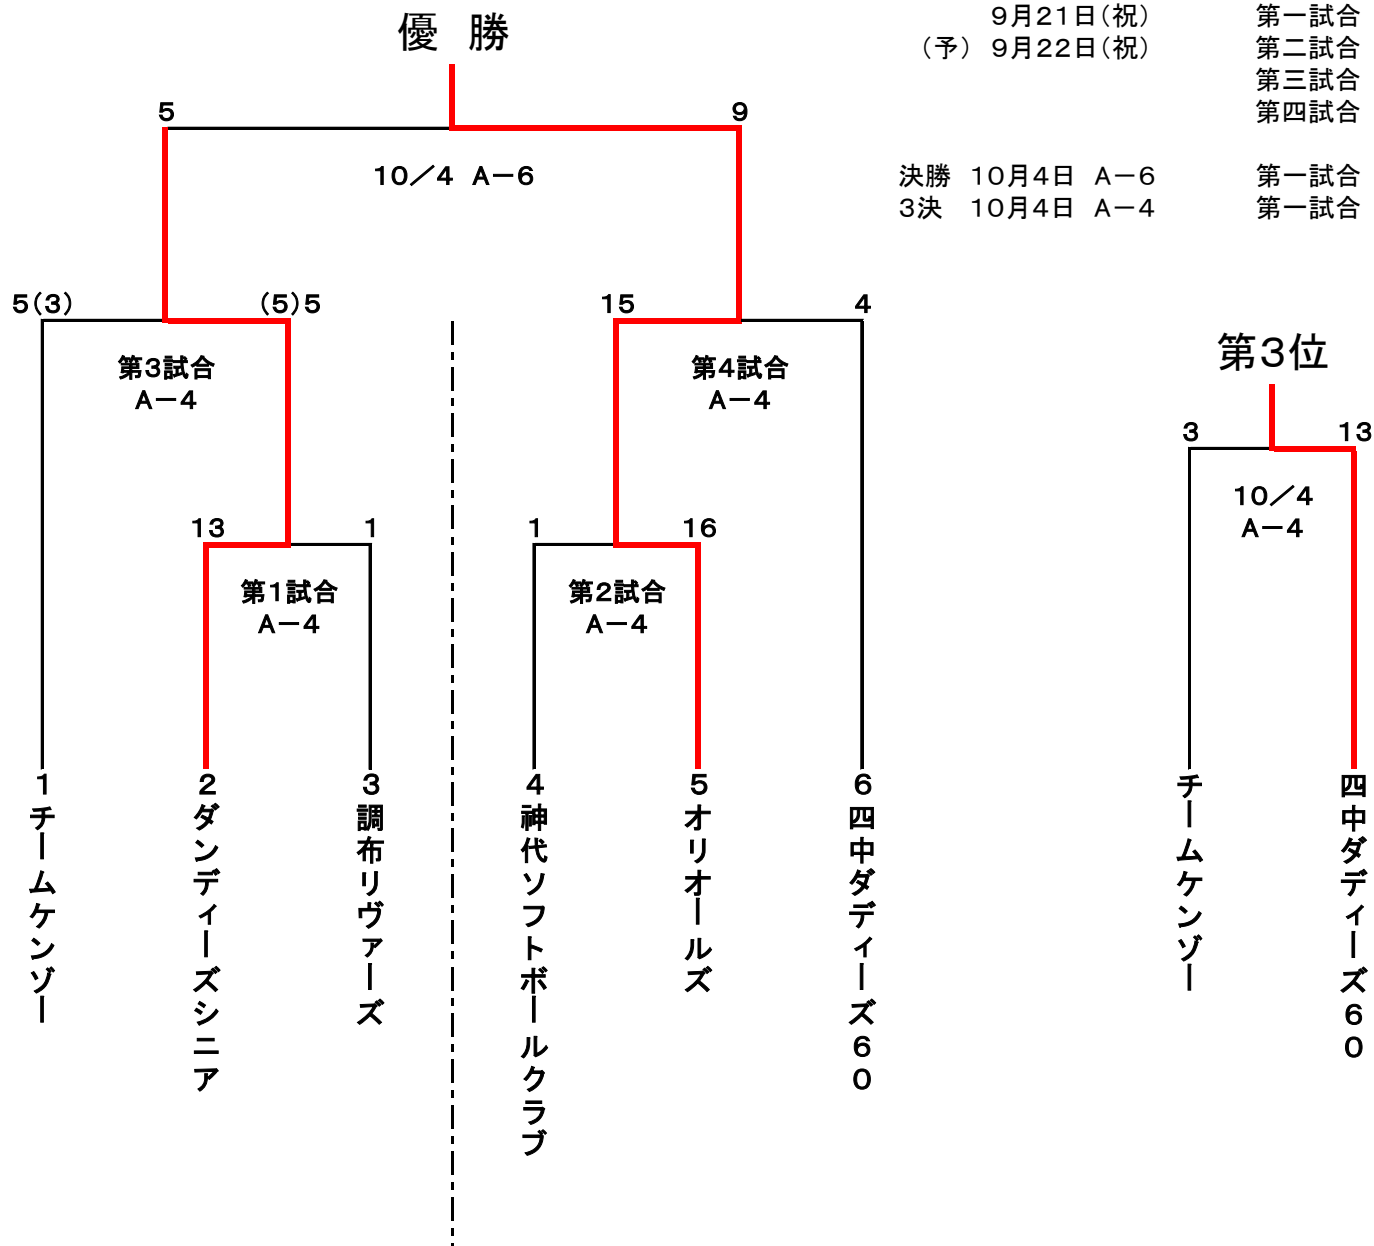 優 勝
9月21日(祝) 第一試合
(予) 9月22日(祝) 第二試合
第三試合
第四試合
決勝 10月4日 A－6 第一試合
3決 10月4日 A－4 第一試合
5 9
10／4 A－6
5(3) (5)5 15 4
第3試合
A－4
第4試合
A－4
13 1 1 16
第1試合
A－4
第2試合
A－4
1 チームケンゾー
2 ダンディーズシニア
3 調布リヴァーズ
4 神代ソフトボールクラブ
5 オリオールズ
6 四中ダディーズ60
第3位
3 13
10／4
A－4
チームケンゾー
四中ダディーズ60